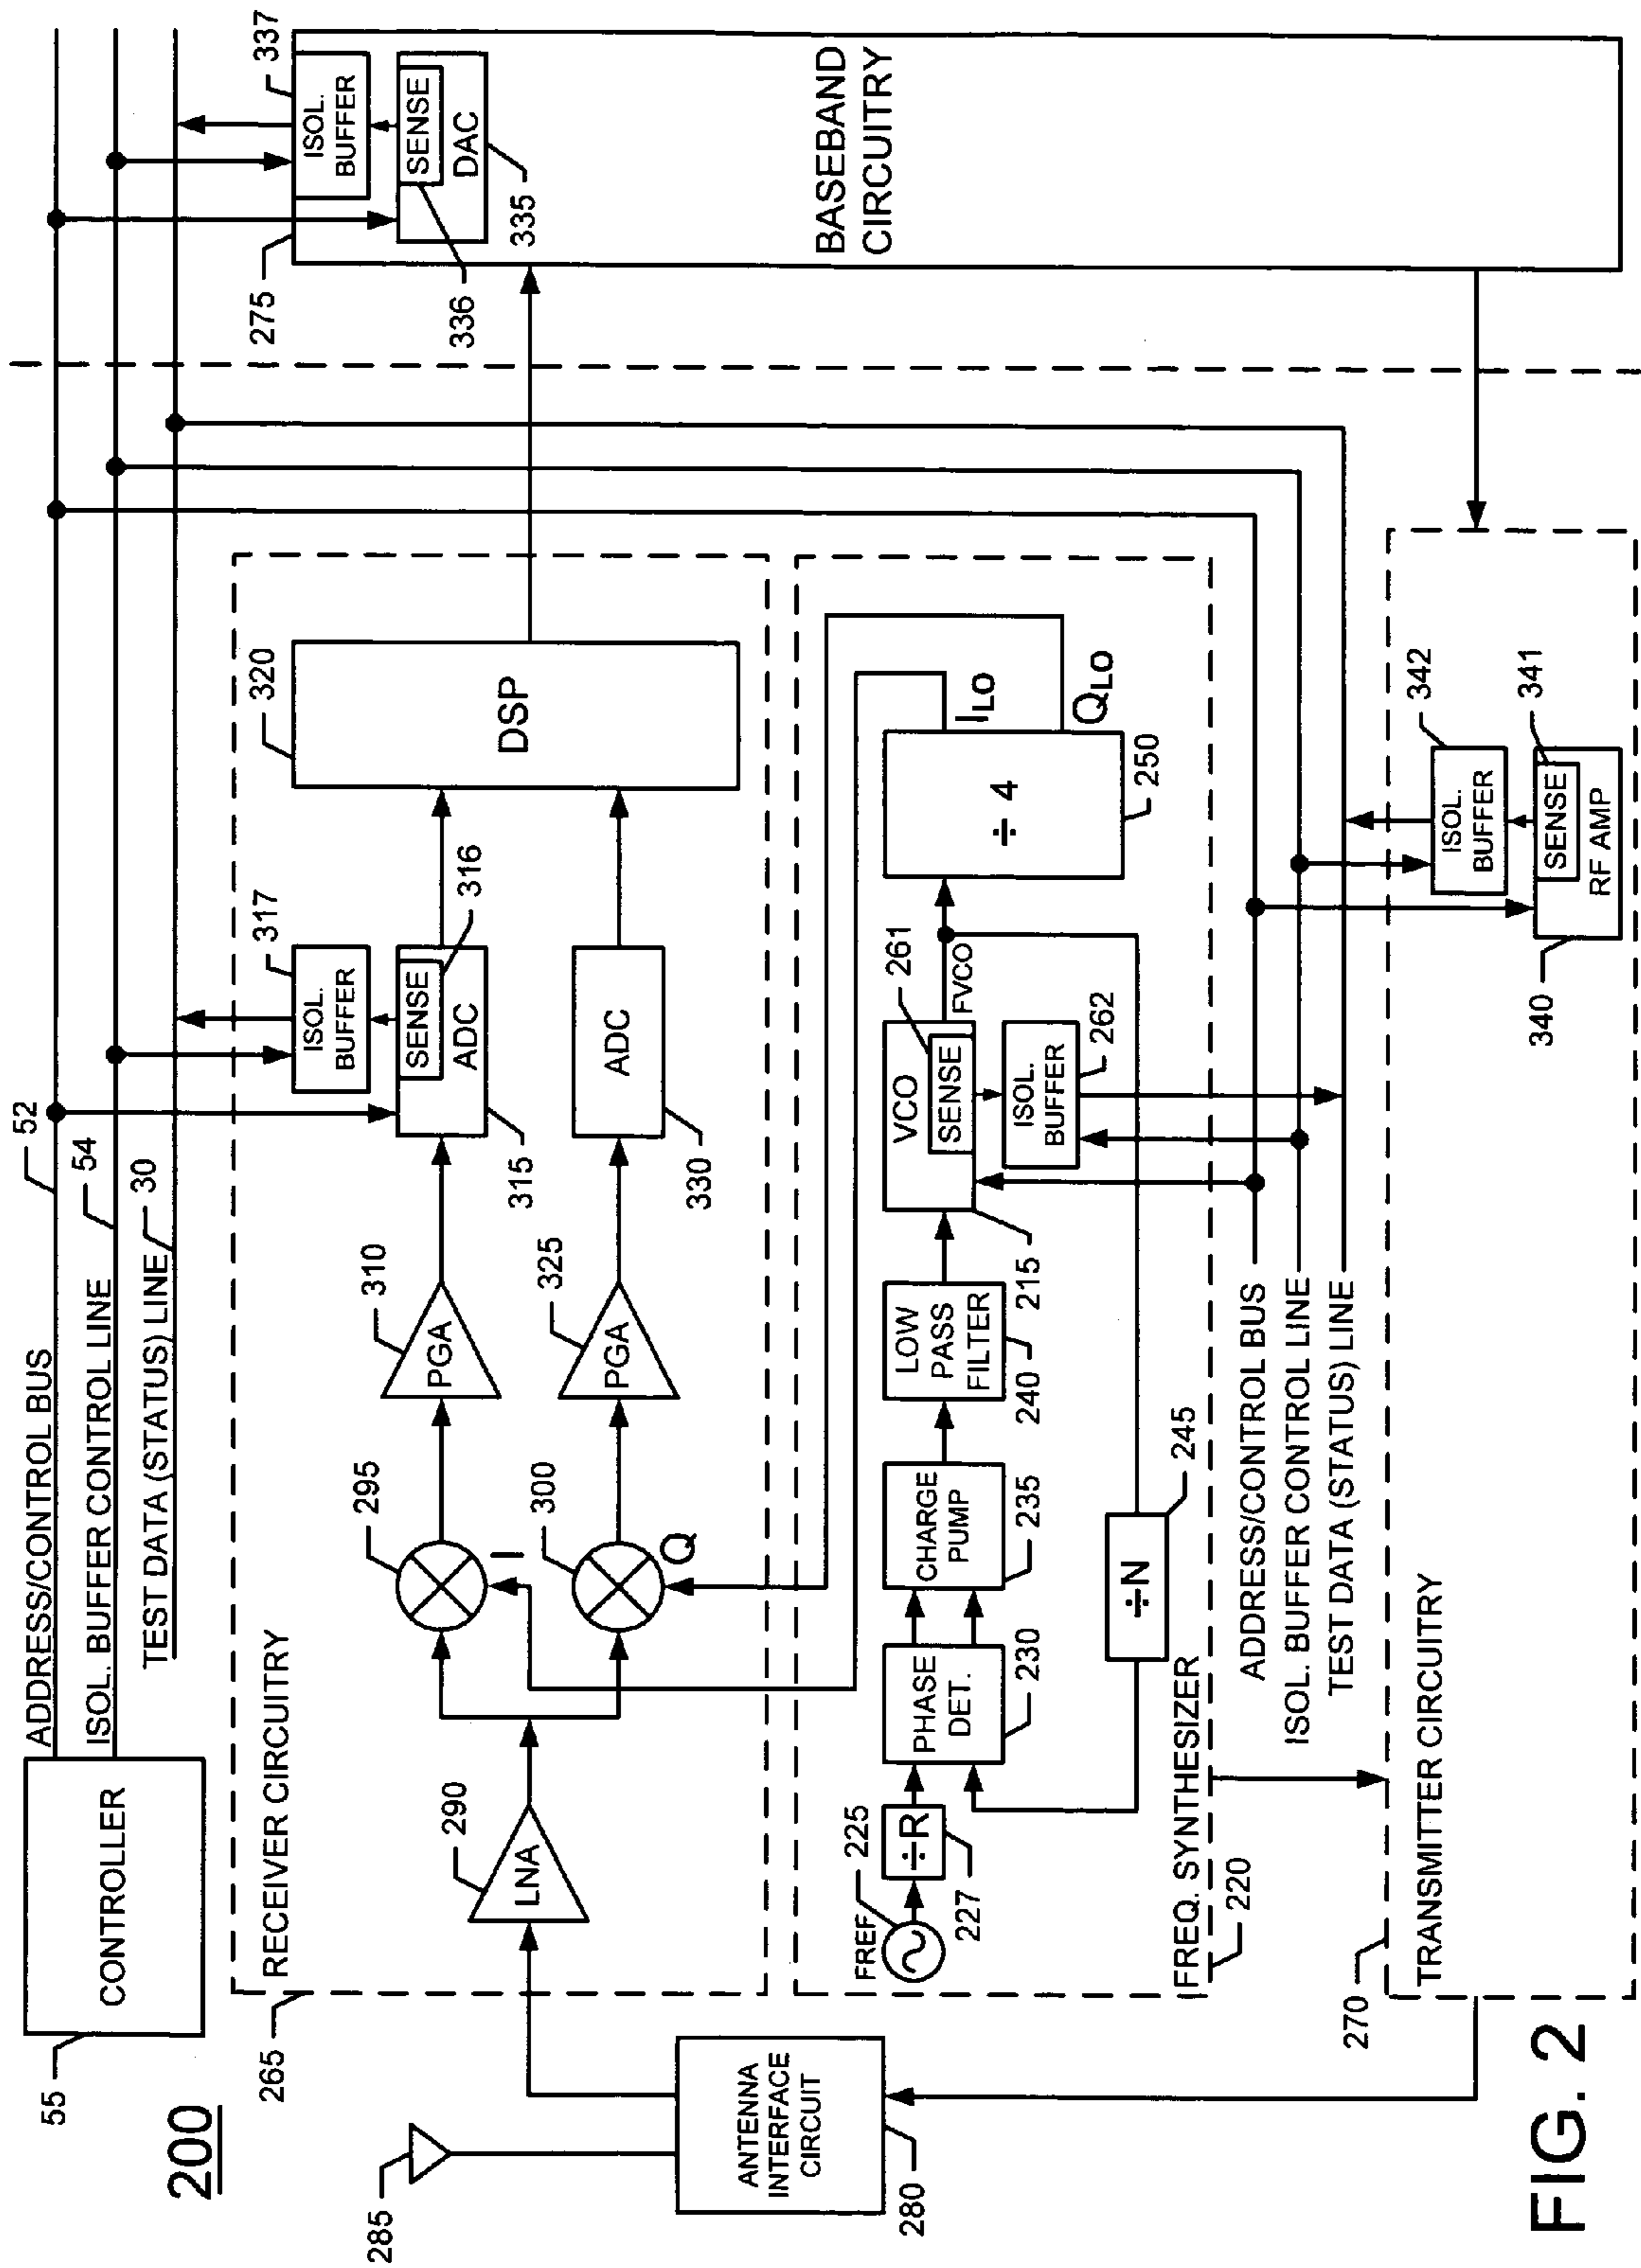 200
55
CONTROLLER
ADDRESS/CONTROL BUS
52
ISOL. BUFFER CONTROL LINE
54
TEST DATA (STATUS) LINE
30
265
RECEIVER CIRCUITRY
285
ANTENNA
INTERFACE
CIRCUIT
280
LNA
290
295
I
300
Q
PGA
310
PGA
325
ISOL.
BUFFER
317
SENSE
316
ADC
315
ADC
330
DSP
320
275
ISOL.
BUFFER
337
SENSE
336
DAC
335
BASEBAND
CIRCUITRY
FREF
225
÷R
227
PHASE
DET.
230
CHARGE
PUMP
235
LOW
PASS
FILTER
240
VCO
215
SENSE
261
FVCO
ISOL.
BUFFER
262
÷ 4
250
ILO
QLO
÷N
245
FREQ. SYNTHESIZER
220
ADDRESS/CONTROL BUS
ISOL. BUFFER CONTROL LNE
TEST DATA (STATUS) LINE
270
TRANSMITTER CIRCUITRY
ISOL.
BUFFER
342
SENSE
341
RF AMP
340
FIG. 2